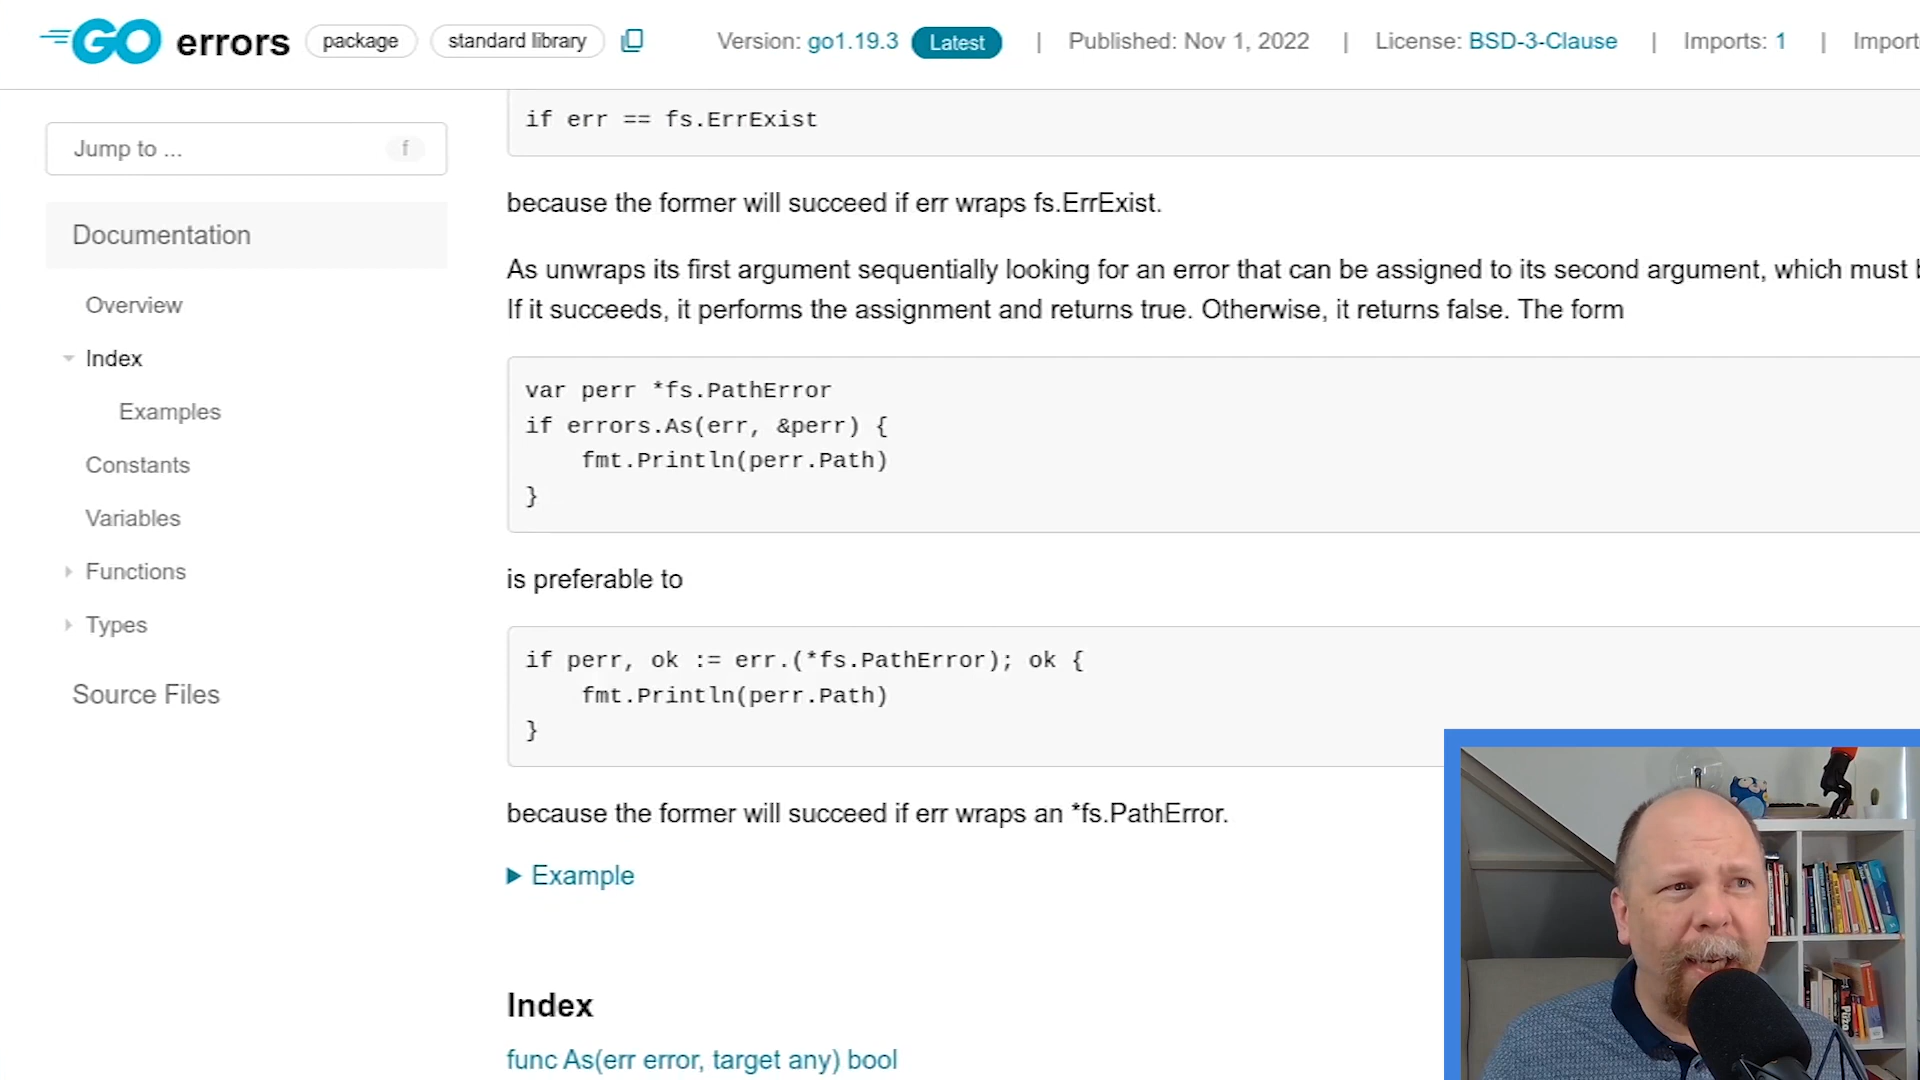 GO errors package standard library Version: go1.19.3 Latest | Published: Nov 1, 2022 | License: BSD-3-Clause | Imports: 1 | Import
Jump to ... f
Documentation
Overview
Index
Examples
Constants
Variables
Functions
Types
Source Files
if err == fs.ErrExist
because the former will succeed if err wraps fs.ErrExist.
As unwraps its first argument sequentially looking for an error that can be assigned to its second argument, which must
If it succeeds, it performs the assignment and returns true. Otherwise, it returns false. The form
var perr *fs.PathError
if errors.As(err, &perr) {
    fmt.Println(perr.Path)
}
is preferable to
if perr, ok := err.(*fs.PathError); ok {
    fmt.Println(perr.Path)
}
because the former will succeed if err wraps an *fs.PathError.
Example
Index
func As(err error, target any) bool